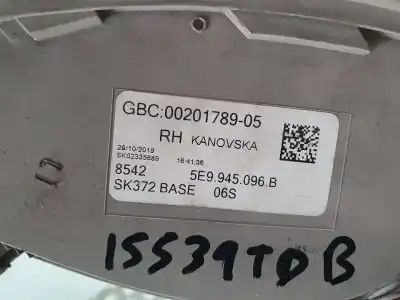 GBC:00201789-05
RH KANOVSKA
29/10/2019 16:41:36
SK02335689
8542 5E9.945.096.B
SK372 BASE 06S
15539TDB